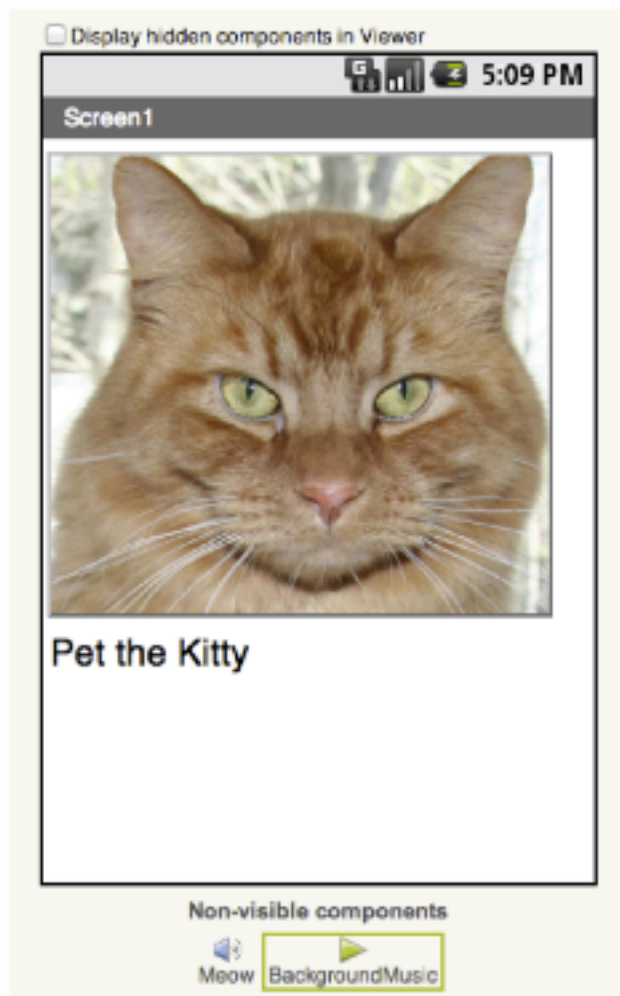 Display hidden components in Viewer
5:09 PM
Screen1
Pet the Kitty
Non-visible components
Meow BackgroundMusic